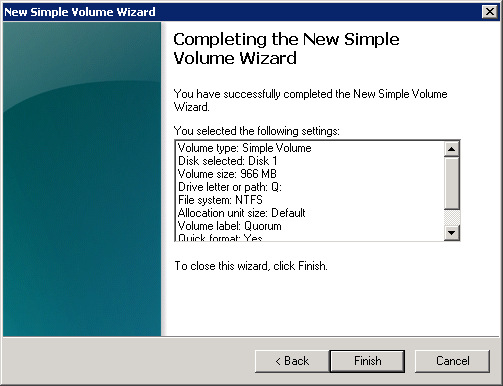 New Simple Volume Wizard
Completing the New Simple
Volume Wizard
You have successfully completed the New Simple Volume
Wizard.
You selected the following settings:
Volume type: Simple Volume
Disk selected: Disk 1
Volume size: 966 MB
Drive letter or path: Q:
File system: NTFS
Allocation unit size: Default
Volume label: Quorum
Quick format: Yes
To close this wizard, click Finish.
< Back
Finish
Cancel